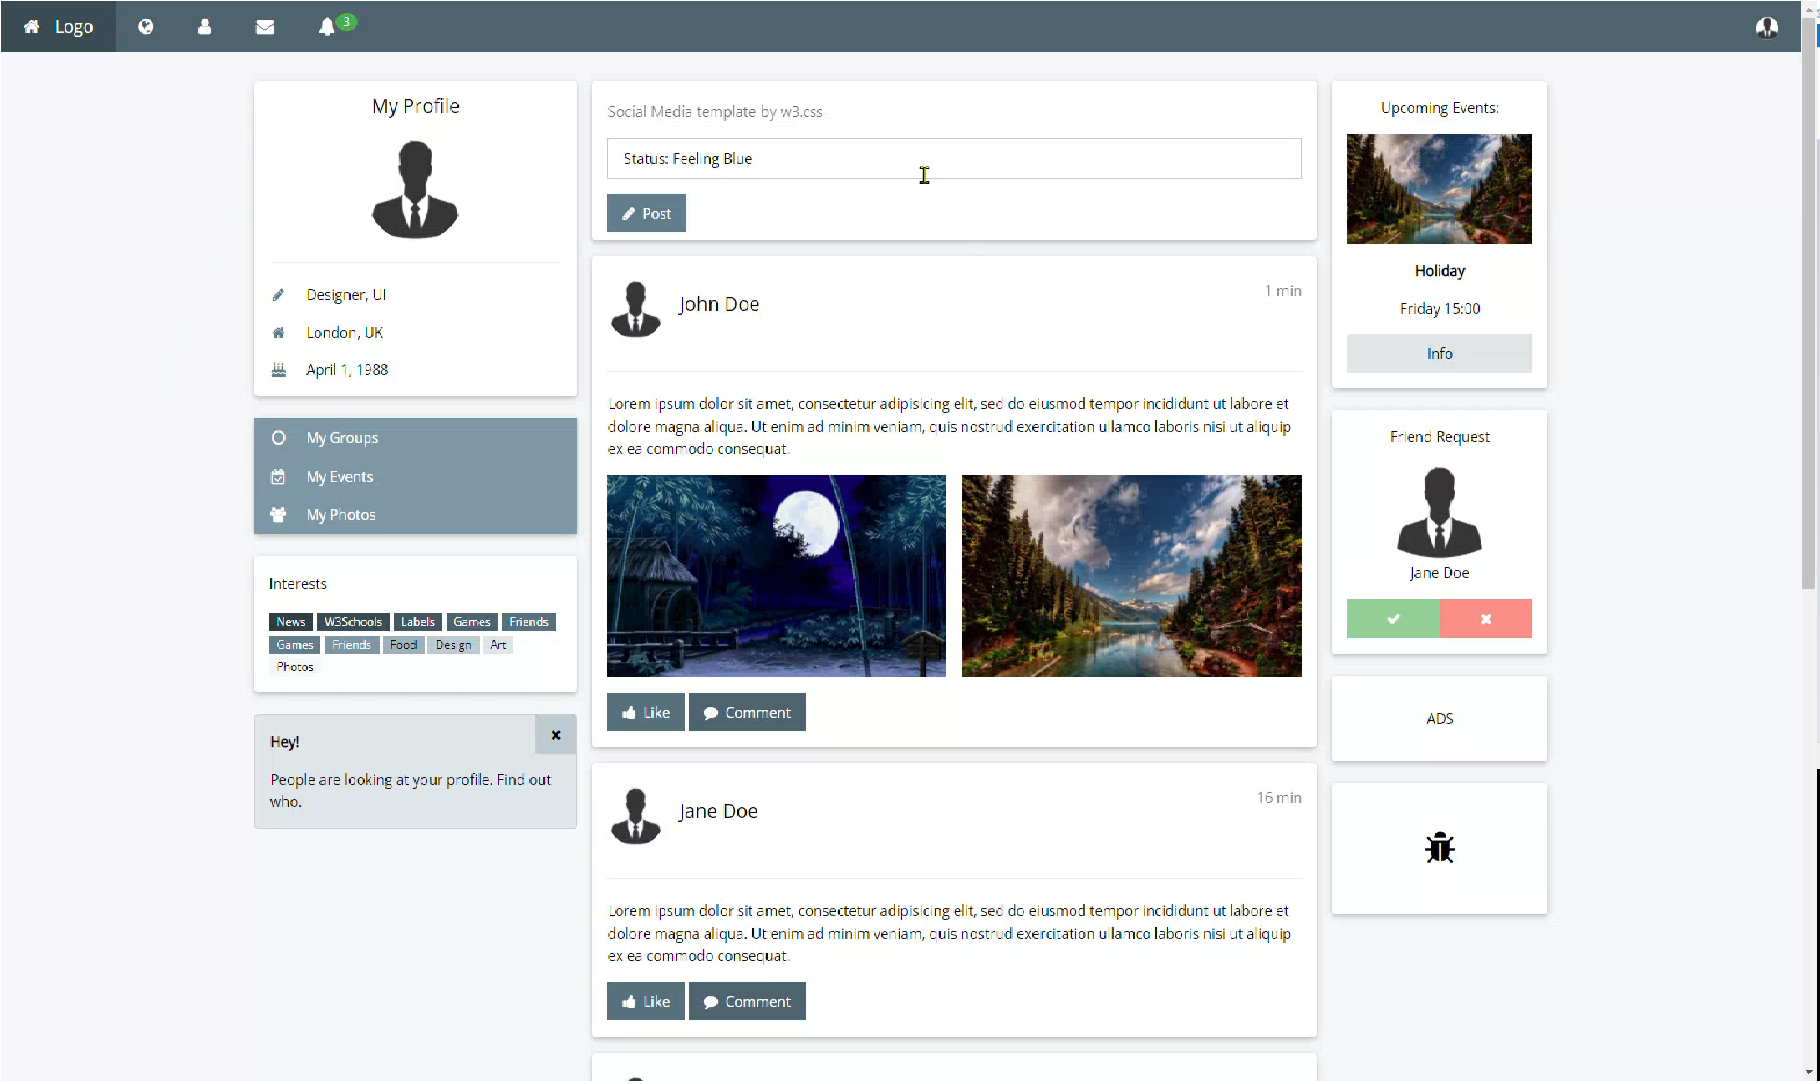 Logo
3
My Profile
Designer, UI
London, UK
April 1, 1988
My Groups
My Events
My Photos
Interests
News W3Schools Labels Games Friends
Games Friends Food Design Art
Photos
Hey!
People are looking at your profile. Find out
who.
Social Media template by w3.css
Status: Feeling Blue
Post
John Doe
1 min
Lorem ipsum dolor sit amet, consectetur adipisicing elit, sed do eiusmod tempor incididunt ut labore et
dolore magna aliqua. Ut enim ad minim veniam, quis nostrud exercitation ullamco laboris nisi ut aliquip
ex ea commodo consequat.
Like Comment
Jane Doe
16 min
Lorem ipsum dolor sit amet, consectetur adipisicing elit, sed do eiusmod tempor incididunt ut labore et
dolore magna aliqua. Ut enim ad minim veniam, quis nostrud exercitation ullamco laboris nisi ut aliquip
ex ea commodo consequat.
Like Comment
Upcoming Events:
Holiday
Friday 15:00
Info
Friend Request
Jane Doe
ADS